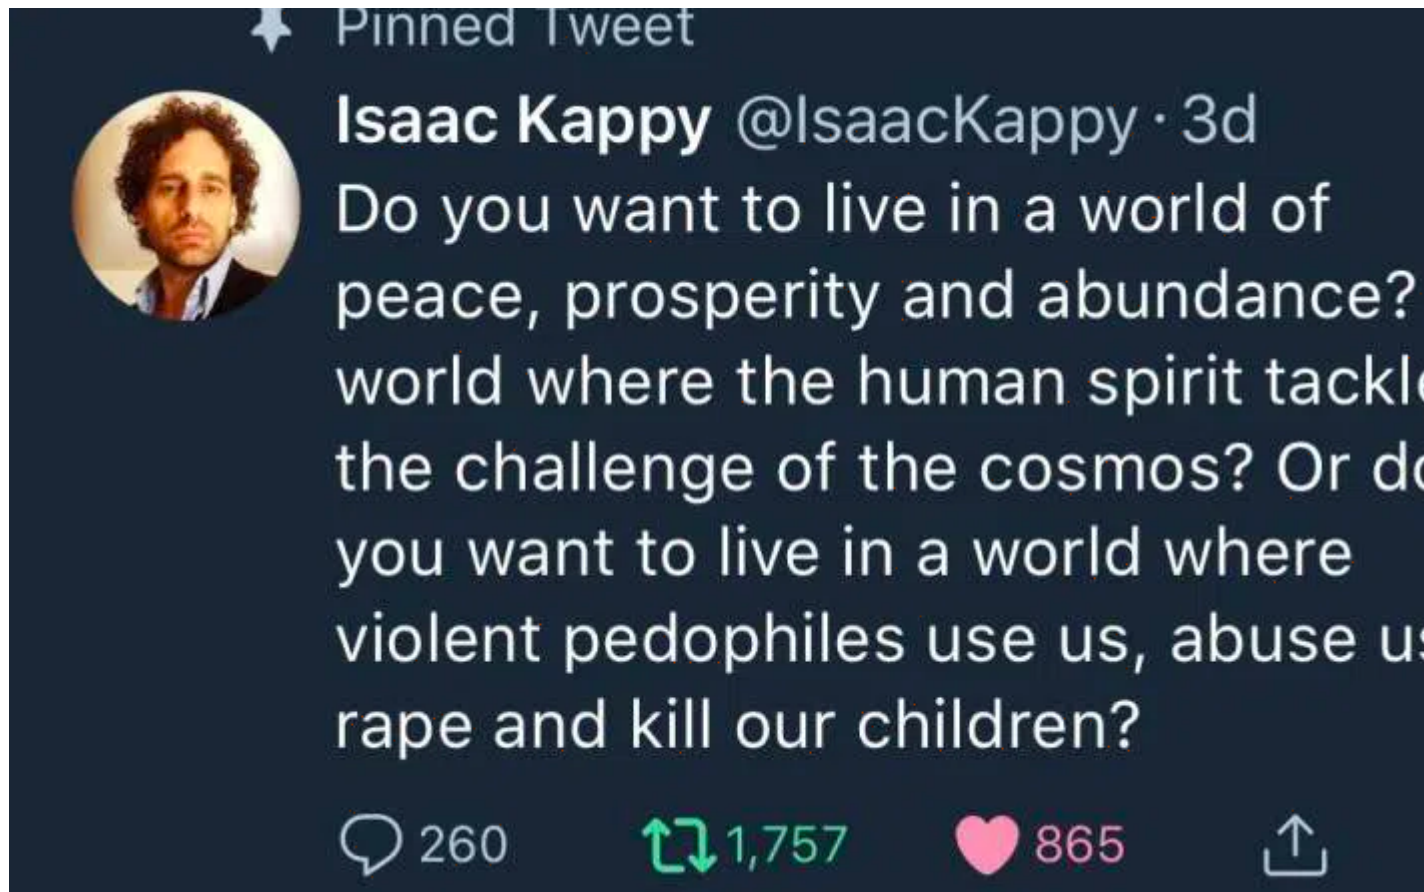 Pinned Tweet
Isaac Kappy @IsaacKappy · 3d
Do you want to live in a world of
peace, prosperity and abundance?
world where the human spirit
the challenge of the cosmos? Or
you want to live in a world where
violent pedophiles use us, abuse
rape and kill our children?
260 1,757 865